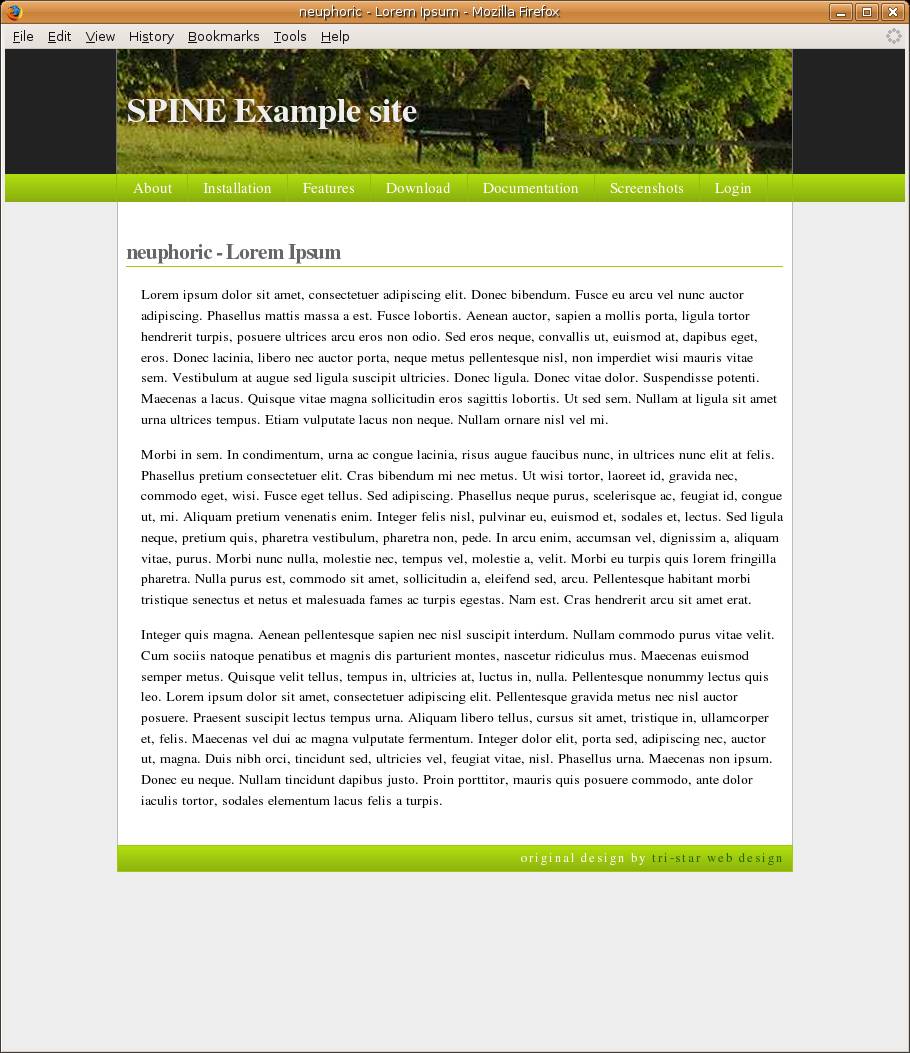 neuphoric - Lorem Ipsum - Mozilla Firefox
File Edit View History Bookmarks Tools Help
SPINE Example site
About Installation Features Download Documentation Screenshots Login
neuphoric - Lorem Ipsum
Lorem ipsum dolor sit amet, consectetuer adipiscing elit. Donec bibendum. Fusce eu arcu vel nunc auctor
adipiscing. Phasellus mattis massa a est. Fusce lobortis. Aenean auctor, sapien a mollis porta, ligula tortor
hendrerit turpis, posuere ultrices arcu eros non odio. Sed eros neque, convallis ut, euismod at, dapibus eget,
eros. Donec lacinia, libero nec auctor porta, neque metus pellentesque nisl, non imperdiet wisi mauris vitae
sem. Vestibulum at augue sed ligula suscipit ultricies. Donec ligula. Donec vitae dolor. Suspendisse potenti.
Maecenas a lacus. Quisque vitae magna sollicitudin eros sagittis lobortis. Ut sed sem. Nullam at ligula sit amet
urna ultrices tempus. Etiam vulputate lacus non neque. Nullam ornare nisl vel mi.
Morbi in sem. In condimentum, urna ac congue lacinia, risus augue faucibus nunc, in ultrices nunc elit at felis.
Phasellus pretium consectetuer elit. Cras bibendum mi nec metus. Ut wisi tortor, laoreet id, gravida nec,
commodo eget, wisi. Fusce eget tellus. Sed adipiscing. Phasellus neque purus, scelerisque ac, feugiat id, congue
ut, mi. Aliquam pretium venenatis enim. Integer felis nisl, pulvinar eu, euismod et, sodales et, lectus. Sed ligula
neque, pretium quis, pharetra vestibulum, pharetra non, pede. In arcu enim, accumsan vel, dignissim a, aliquam
vitae, purus. Morbi nunc nulla, molestie nec, tempus vel, molestie a, velit. Morbi eu turpis quis lorem fringilla
pharetra. Nulla purus est, commodo sit amet, sollicitudin a, eleifend sed, arcu. Pellentesque habitant morbi
tristique senectus et netus et malesuada fames ac turpis egestas. Nam est. Cras hendrerit arcu sit amet erat.
Integer quis magna. Aenean pellentesque sapien nec nisl suscipit interdum. Nullam commodo purus vitae velit.
Cum sociis natoque penatibus et magnis dis parturient montes, nascetur ridiculus mus. Maecenas euismod
semper metus. Quisque velit tellus, tempus in, ultricies at, luctus in, nulla. Pellentesque nonummy lectus quis
leo. Lorem ipsum dolor sit amet, consectetuer adipiscing elit. Pellentesque gravida metus nec nisl auctor
posuere. Praesent suscipit lectus tempus urna. Aliquam libero tellus, cursus sit amet, tristique in, ullamcorper
et, felis. Maecenas vel dui ac magna vulputate fermentum. Integer dolor elit, porta sed, adipiscing nec, auctor
ut, magna. Duis nibh orci, tincidunt sed, ultricies vel, feugiat vitae, nisl. Phasellus urna. Maecenas non ipsum.
Donec eu neque. Nullam tincidunt dapibus justo. Proin porttitor, mauris quis posuere commodo, ante dolor
iaculis tortor, sodales elementum lacus felis a turpis.
original design by tri-star web design